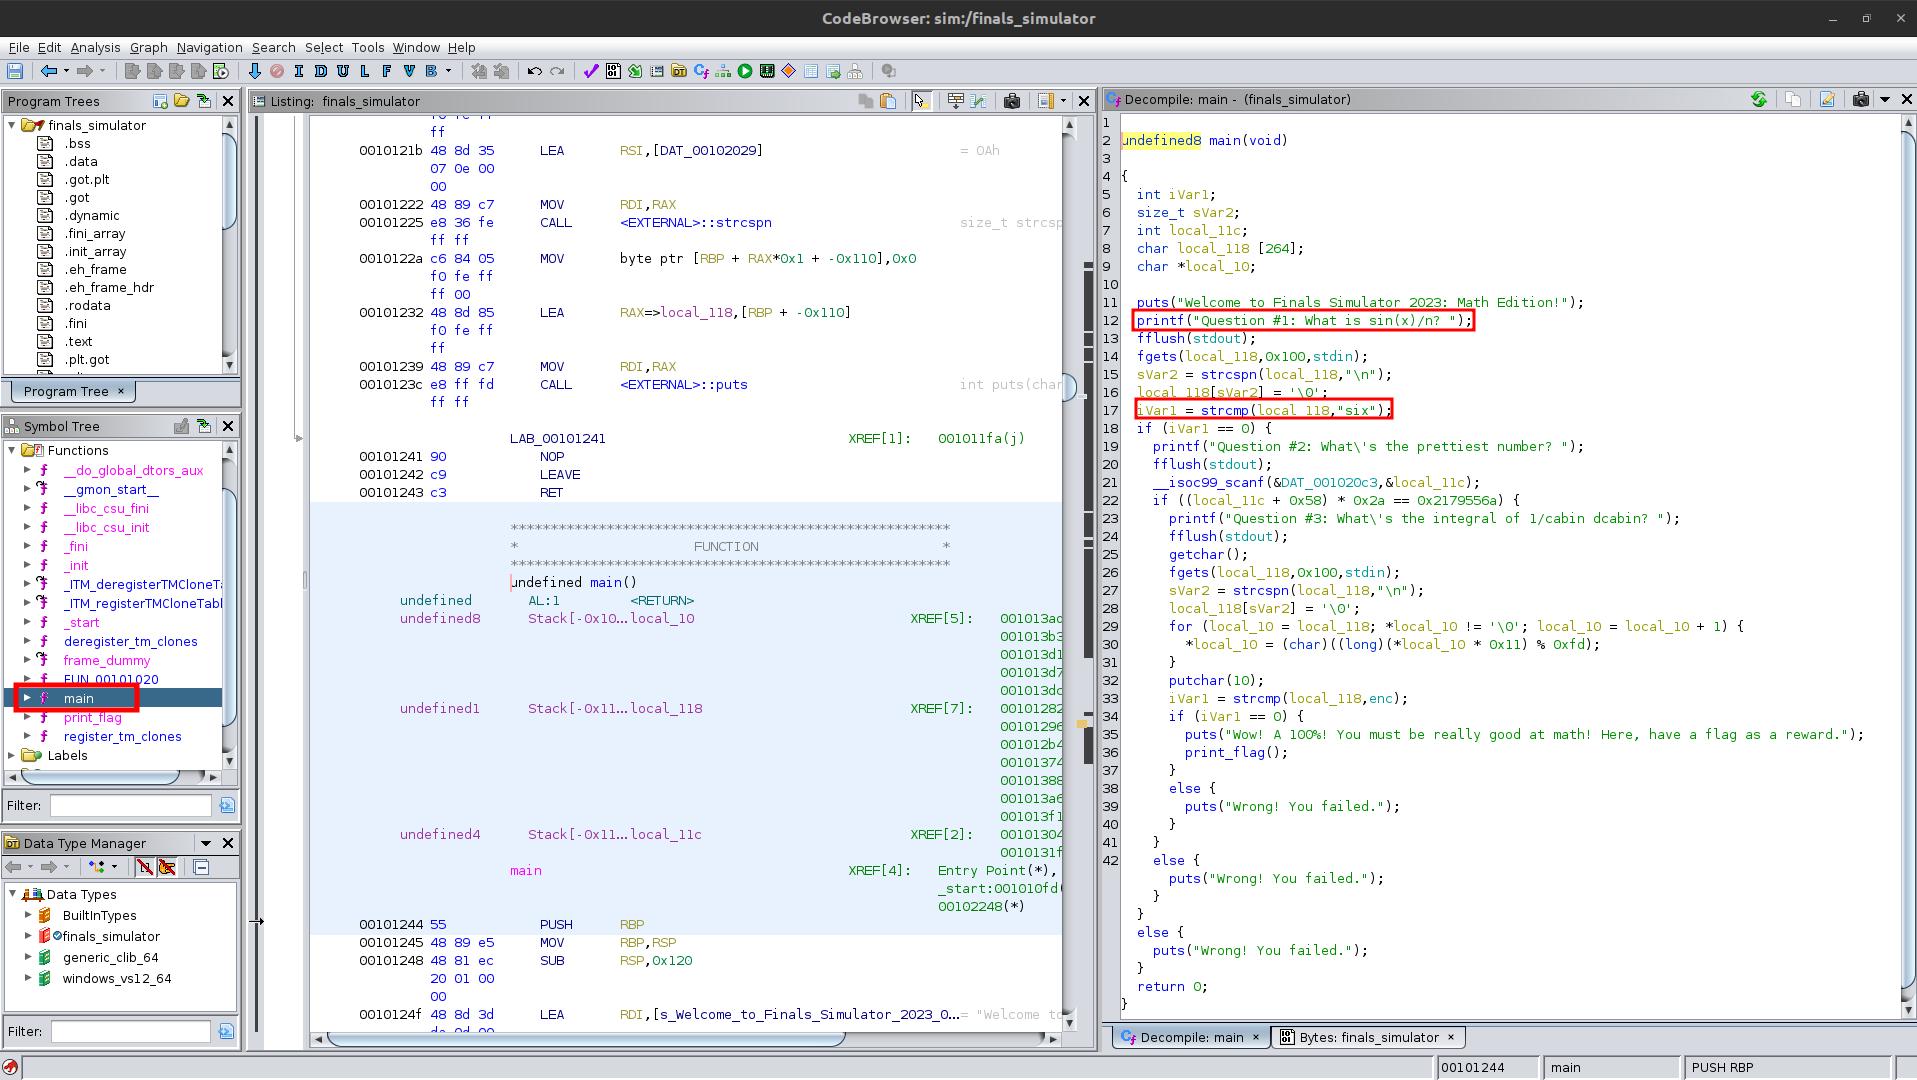 CodeBrowser: sim:/finals_simulator
File Edit Analysis Graph Navigation Search Select Tools Window Help
Program Trees
finals_simulator
.bss
.data
.got.plt
.got
.dynamic
.fini_array
.init_array
.eh_frame
.eh_frame_hdr
.rodata
.fini
.text
.plt.got
Program Tree ×
Symbol Tree
Functions
__do_global_dtors_aux
__gmon_start__
__libc_csu_fini
__libc_csu_init
_fini
_init
_ITM_deregisterTMCloneTa
_ITM_registerTMCloneTabl
_start
deregister_tm_clones
frame_dummy
FUN_00101020
main
print_flag
register_tm_clones
Labels
Filter:
Data Type Manager
Data Types
BuiltInTypes
finals_simulator
generic_clib_64
windows_vs12_64
Filter:
Listing: finals_simulator
ff
0010121b 48 8d 35 LEA RSI,[DAT_00102029] = 0Ah
07 0e 00
00
00101222 48 89 c7 MOV RDI,RAX
00101225 e8 36 fe CALL <EXTERNAL>::strcspn size_t strcsp
ff ff
0010122a c6 84 05 MOV byte ptr [RBP + RAX*0x1 + -0x110],0x0
f0 fe ff
ff 00
00101232 48 8d 85 LEA RAX=>local_118,[RBP + -0x110]
f0 fe ff
ff
00101239 48 89 c7 MOV RDI,RAX
0010123c e8 ff fd CALL <EXTERNAL>::puts int puts(char
ff ff
LAB_00101241 XREF[1]: 001011fa(j)
00101241 90 NOP
00101242 c9 LEAVE
00101243 c3 RET
************************************************************
* FUNCTION *
************************************************************
undefined main()
undefined AL:1 <RETURN>
undefined8 Stack[-0x10...local_10 XREF[5]: 001013ad
001013b3
001013d1
001013d7
001013dc
undefined1 Stack[-0x11...local_118 XREF[7]: 00101282
00101296
001012b4
00101374
00101388
001013a6
001013f1
undefined4 Stack[-0x11...local_11c XREF[2]: 00101304
0010131f
main XREF[4]: Entry Point(*),
_start:001010fd(
00102248(*)
00101244 55 PUSH RBP
00101245 48 89 e5 MOV RBP,RSP
00101248 48 81 ec SUB RSP,0x120
20 01 00
00
0010124f 48 8d 3d LEA RDI,[s_Welcome_to_Finals_Simulator_2023_0...= "Welcome to
Decompile: main - (finals_simulator)
1
2 undefined8 main(void)
3
4 {
5 int iVar1;
6 size_t sVar2;
7 int local_11c;
8 char local_118 [264];
9 char *local_10;
10
11 puts("Welcome to Finals Simulator 2023: Math Edition!");
12 printf("Question #1: What is sin(x)/n? ");
13 fflush(stdout);
14 fgets(local_118,0x100,stdin);
15 sVar2 = strcspn(local_118,"\n");
16 local_118[sVar2] = '\0';
17 iVar1 = strcmp(local_118,"six");
18 if (iVar1 == 0) {
19 printf("Question #2: What\'s the prettiest number? ");
20 fflush(stdout);
21 __isoc99_scanf(&DAT_001020c3,&local_11c);
22 if ((local_11c + 0x58) * 0x2a == 0x2179556a) {
23 printf("Question #3: What\'s the integral of 1/cabin dcabin? ");
24 fflush(stdout);
25 getchar();
26 fgets(local_118,0x100,stdin);
27 sVar2 = strcspn(local_118,"\n");
28 local_118[sVar2] = '\0';
29 for (local_10 = local_118; *local_10 != '\0'; local_10 = local_10 + 1) {
30 *local_10 = (char)((long)(*local_10 * 0x11) % 0xfd);
31 }
32 putchar(10);
33 iVar1 = strcmp(local_118,enc);
34 if (iVar1 == 0) {
35 puts("Wow! A 100%! You must be really good at math! Here, have a flag as a reward.");
36 print_flag();
37 }
38 else {
39 puts("Wrong! You failed.");
40 }
41 }
42 else {
puts("Wrong! You failed.");
}
}
else {
puts("Wrong! You failed.");
}
return 0;
}
Decompile: main × Bytes: finals_simulator ×
00101244 main PUSH RBP